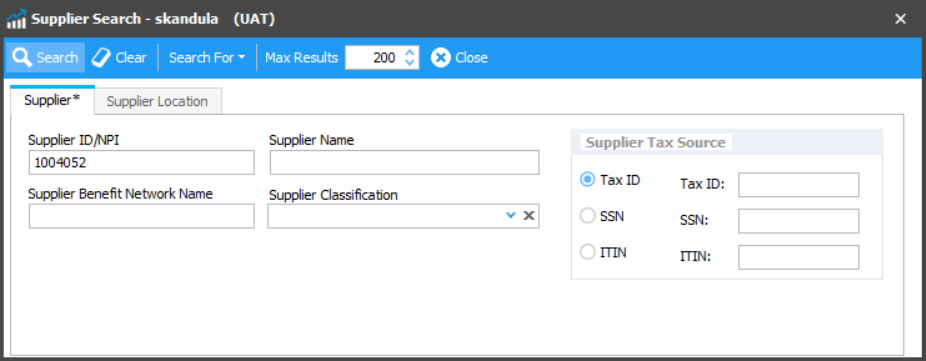 Supplier Search - skandula (UAT)
Search Clear Search For Max Results 200 Close
Supplier* Supplier Location
Supplier ID/NPI Supplier Name
1004052
Supplier Benefit Network Name Supplier Classification
Supplier Tax Source
Tax ID Tax ID:
SSN SSN:
ITIN ITIN: